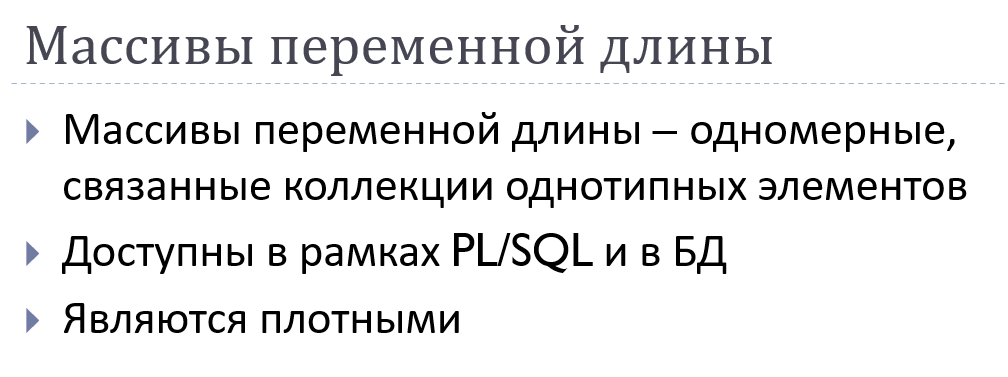 Массивы переменной длины
Массивы переменной длины – одномерные,
связанные коллекции однотипных элементов
Доступны в рамках PL/SQL и в БД
Являются плотными